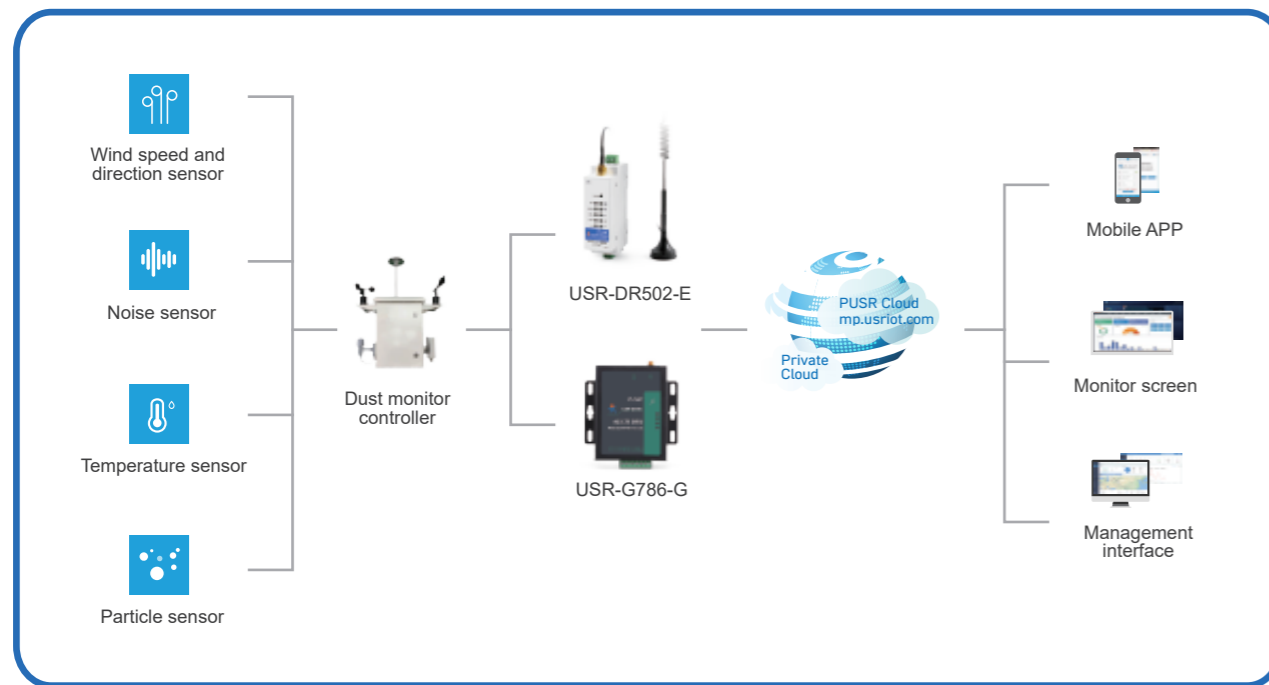 Wind speed and
direction sensor
Noise sensor
Temperature sensor
Particle sensor
Dust monitor
controller
USR-DR502-E
USR-G786-G
PUSR Cloud
mp.usriot.com
Private
Cloud
Mobile APP
Monitor screen
Management
interface